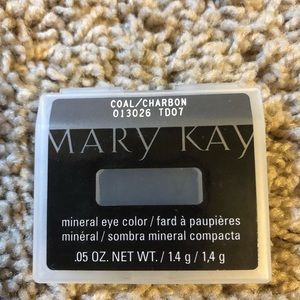 COAL/CHARBON
013026 TD07
MARY KAY
mineral eye color / fard à paupières
minéral / sombra mineral compacta
.05 OZ. NET WT. / 1.4 g / 1,4 g